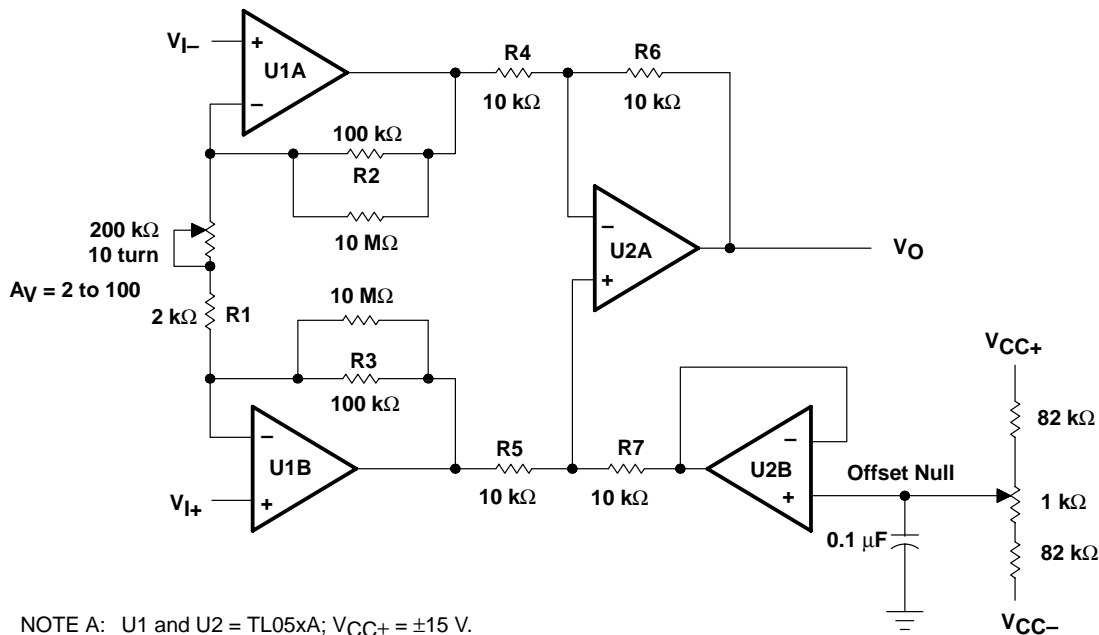 VI–
+
U1A
–
R4
10 kΩ
R6
10 kΩ
100 kΩ
R2
10 MΩ
200 kΩ
10 turn
AV = 2 to 100
2 kΩ
R1
–
U2A
+
VO
10 MΩ
R3
100 kΩ
–
U1B
+
VI+
R5
10 kΩ
R7
10 kΩ
–
U2B
+
Offset Null
0.1 μF
VCC+
82 kΩ
1 kΩ
82 kΩ
VCC–
NOTE A: U1 and U2 = TL05xA; VCC+ = ±15 V.